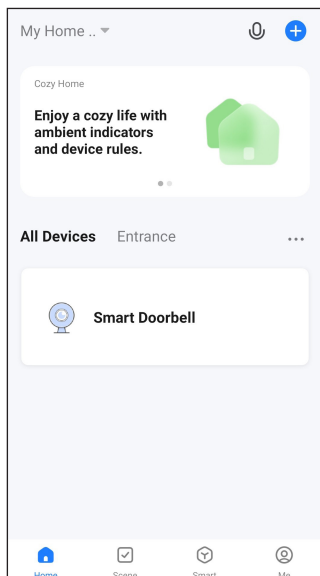 My Home ..
Cozy Home
Enjoy a cozy life with
ambient indicators
and device rules.
All Devices Entrance
Smart Doorbell
Home Scene Smart Me